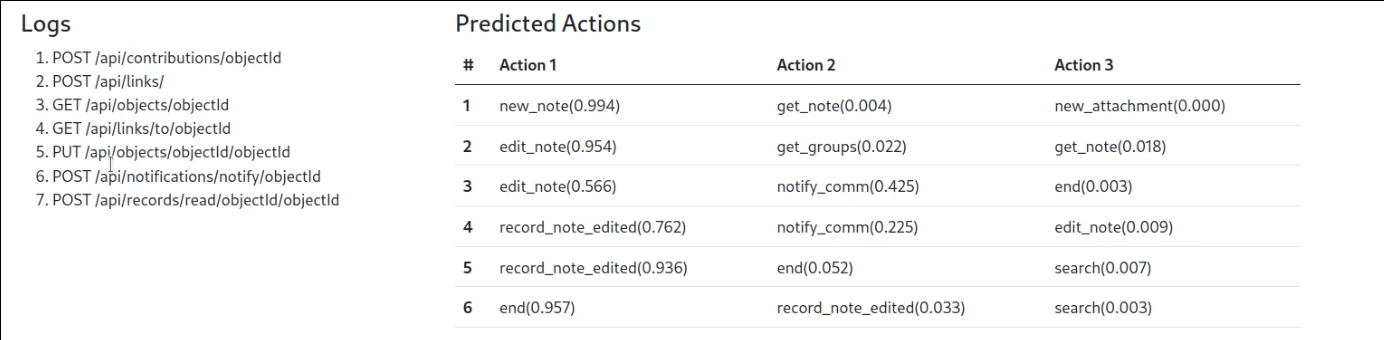 Logs
1. POST /api/contributions/objectId
2. POST /api/links/
3. GET /api/objects/objectId
4. GET /api/links/to/objectId
5. PUT /api/objects/objectId/objectId
6. POST /api/notifications/notify/objectId
7. POST /api/records/read/objectId/objectId
Predicted Actions
# Action 1 Action 2 Action 3
1 new_note(0.994) get_note(0.004) new_attachment(0.000)
2 edit_note(0.954) get_groups(0.022) get_note(0.018)
3 edit_note(0.566) notify_comm(0.425) end(0.003)
4 record_note_edited(0.762) notify_comm(0.225) edit_note(0.009)
5 record_note_edited(0.936) end(0.052) search(0.007)
6 end(0.957) record_note_edited(0.033) search(0.003)